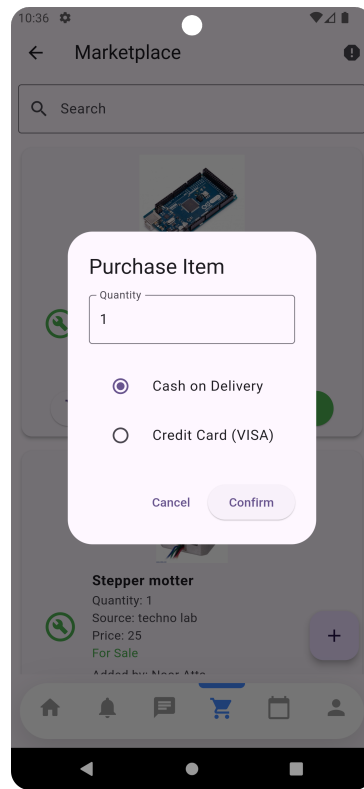 10:36
Marketplace
Search
Purchase Item
Quantity
1
Cash on Delivery
Credit Card (VISA)
Cancel
Confirm
Stepper motter
Quantity: 1
Source: techno lab
Price: 25
For Sale